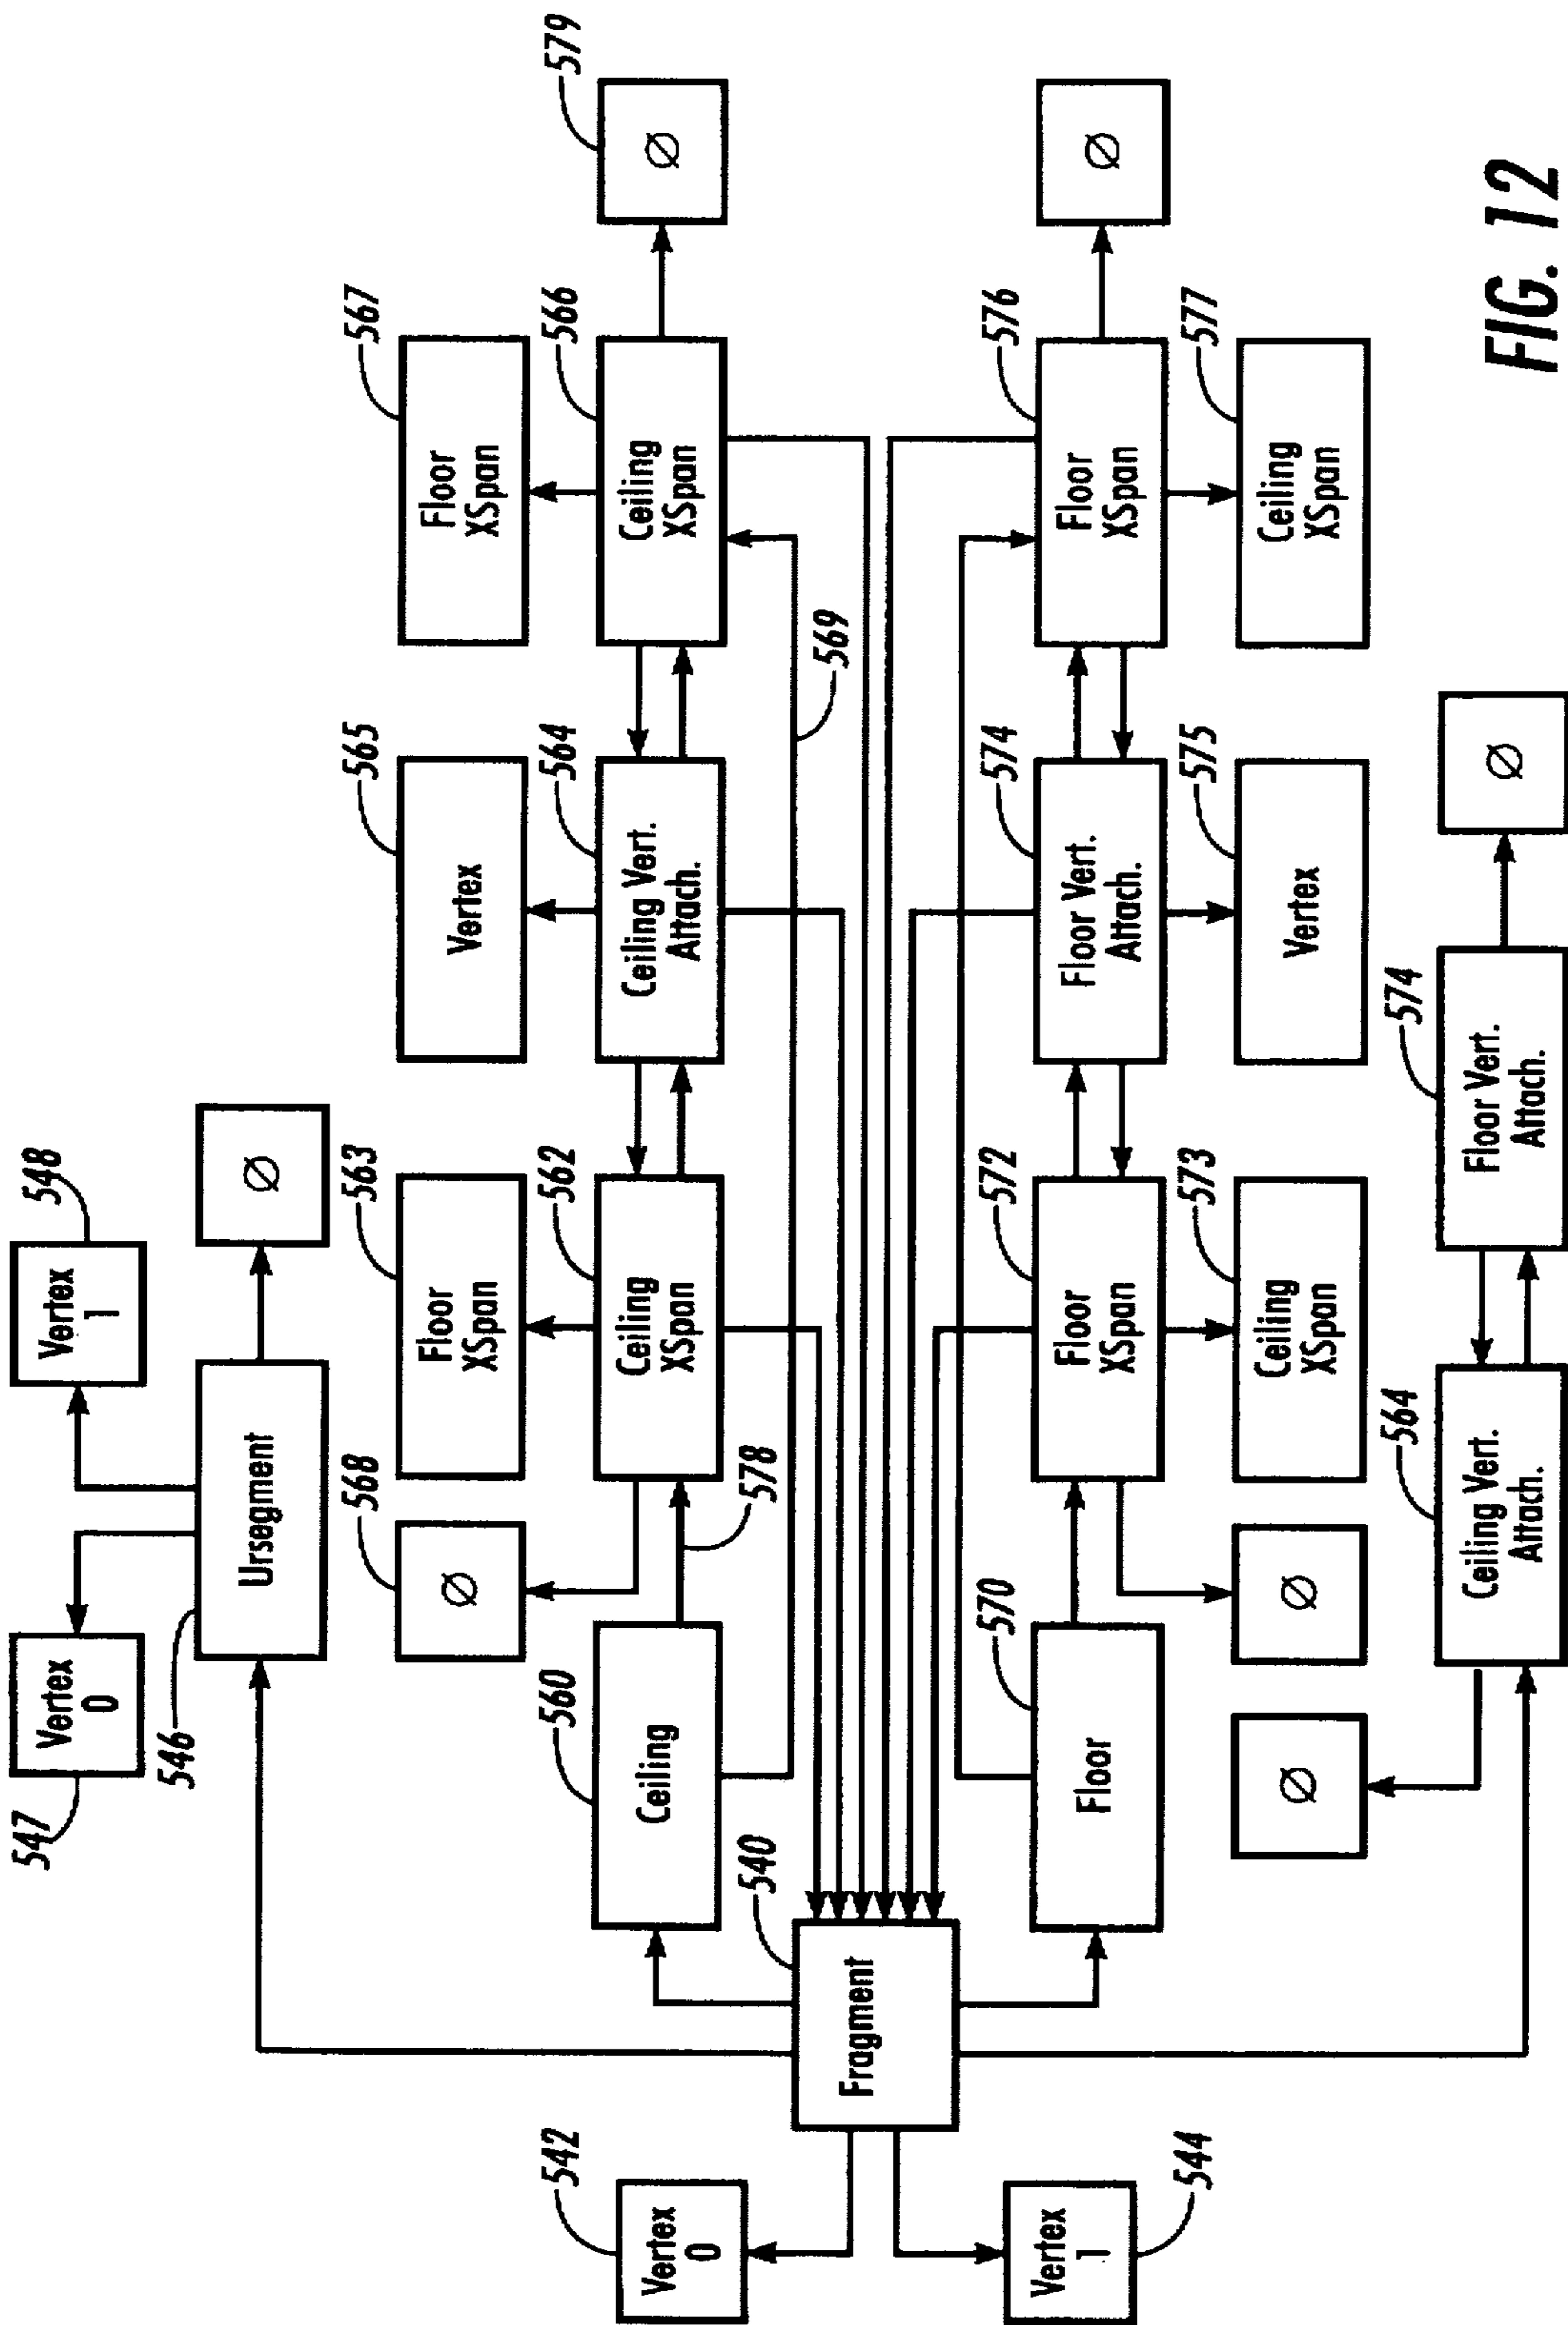 547
Vertex
0
Vertex
1
548
546
Ursegment
∅
568
∅
Floor
XSpan
563
Vertex
565
Floor
XSpan
567
560
Ceiling
578
Ceiling
XSpan
562
Ceiling Vert.
Attach.
564
Ceiling
XSpan
566
∅
579
569
542
Vertex
0
Fragment
540
Vertex
1
544
570
Floor
Floor
XSpan
572
Floor Vert.
Attach.
574
Floor
XSpan
576
∅
∅
∅
Ceiling
XSpan
573
Vertex
575
Ceiling
XSpan
577
Ceiling Vert.
Attach.
564
Floor Vert.
Attach.
574
∅
FIG. 12